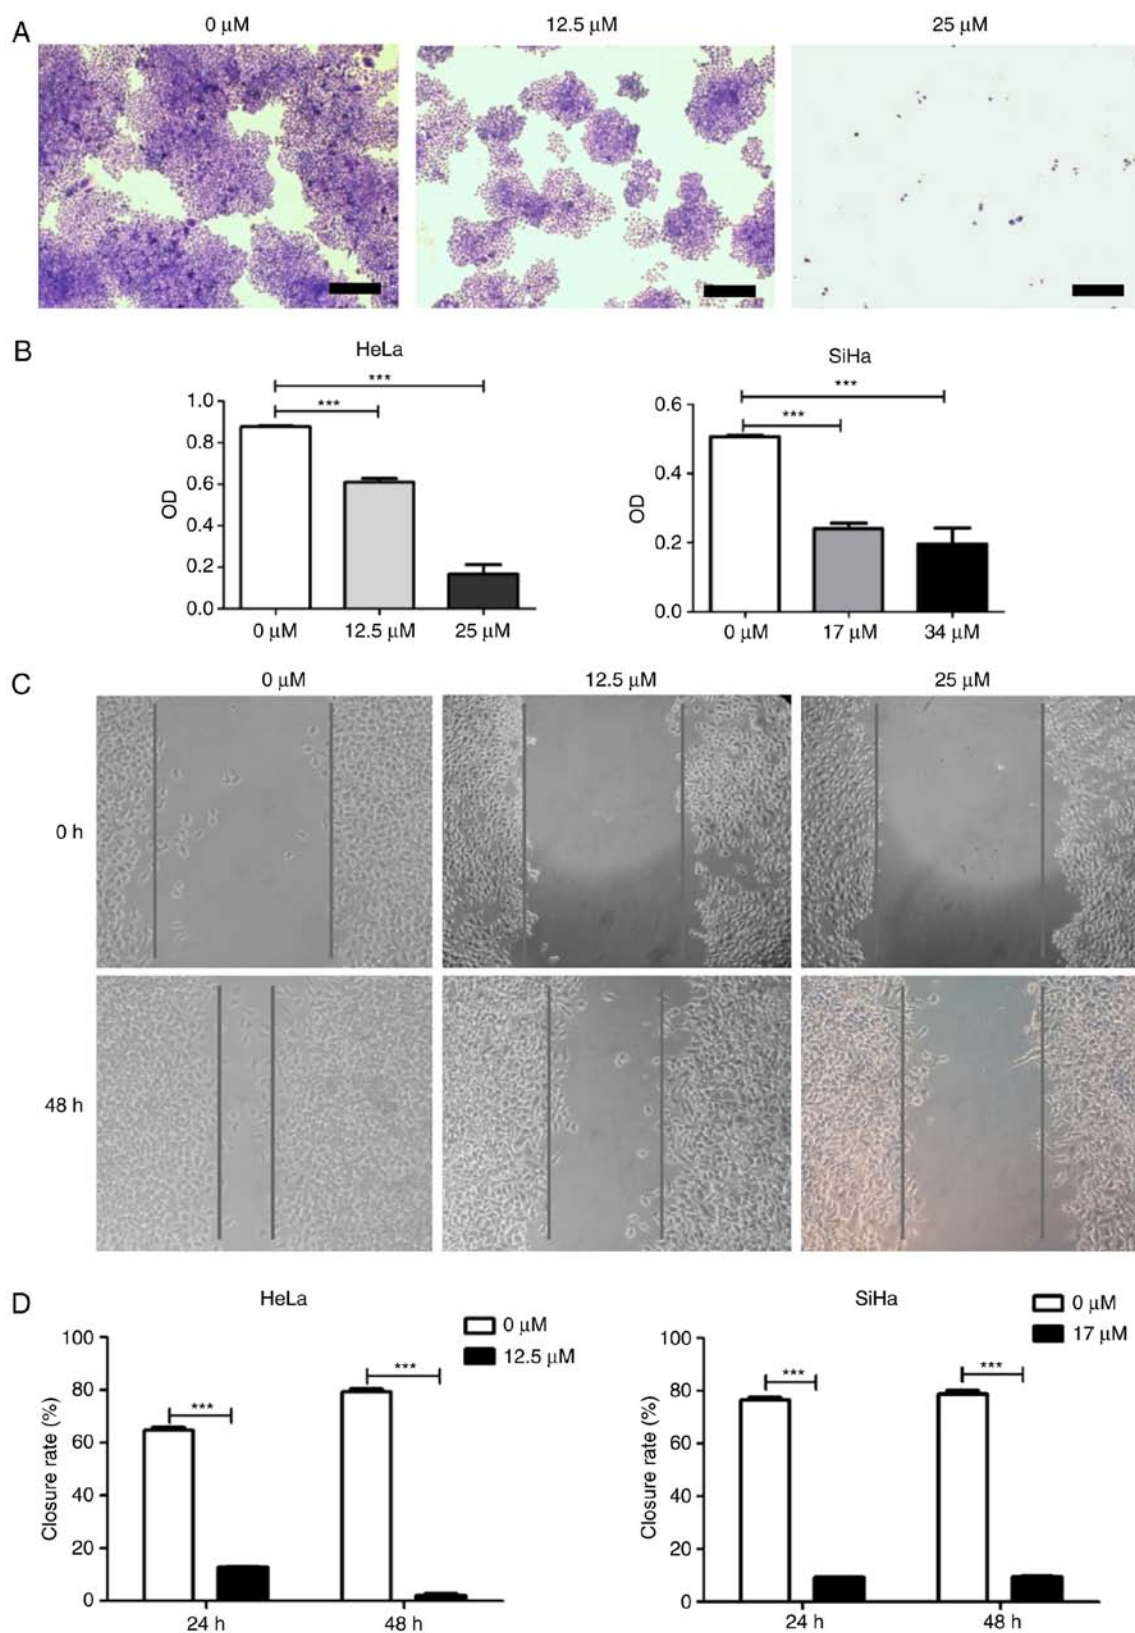 A
0 μM 12.5 μM 25 μM
B
HeLa
***
***
OD
1.0
0.8
0.6
0.4
0.2
0.0
0 μM 12.5 μM 25 μM
SiHa
***
***
OD
0.6
0.4
0.2
0.0
0 μM 17 μM 34 μM
C
0 μM 12.5 μM 25 μM
0 h
48 h
D
HeLa
0 μM
12.5 μM
***
***
Closure rate (%)
100
80
60
40
20
0
24 h 48 h
SiHa
0 μM
17 μM
*** ***
Closure rate (%)
100
80
60
40
20
0
24 h 48 h